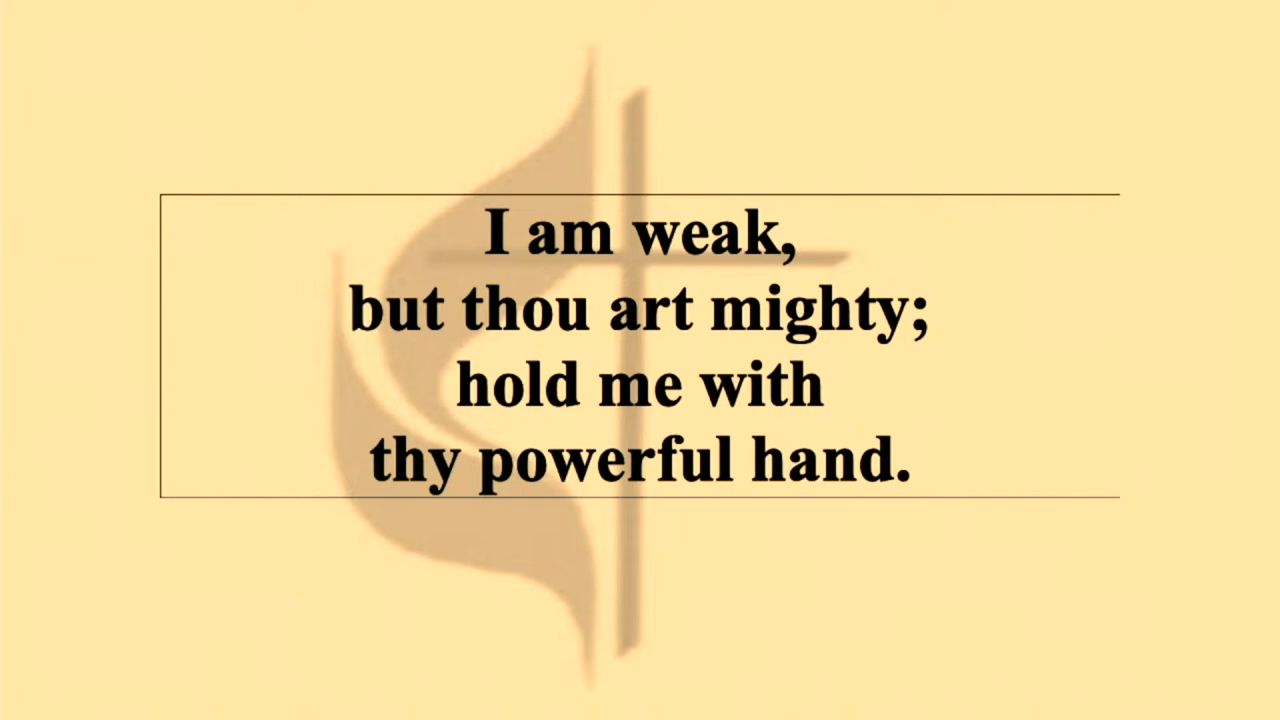 I am weak,
but thou art mighty;
hold me with
thy powerful hand.